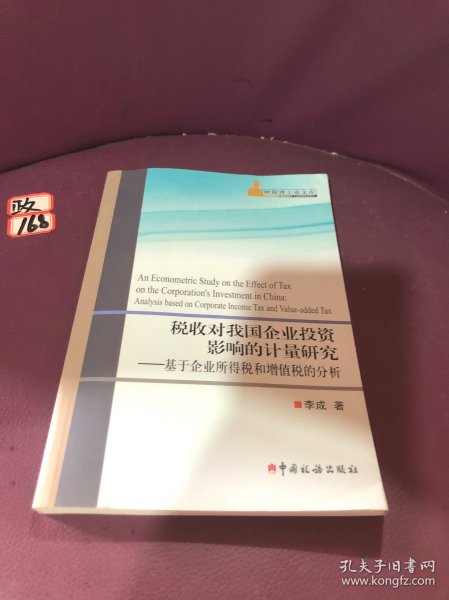 政
168
财税博士论文库
An Econometric Study on the Effect of Tax
on the Corporation's Investment in China:
Analysis based on Corporate Income Tax and Value-added Tax
税收对我国企业投资
影响的计量研究
——基于企业所得税和增值税的分析
李成 著
中国税务出版社
孔夫子旧书网
www.kongfz.com